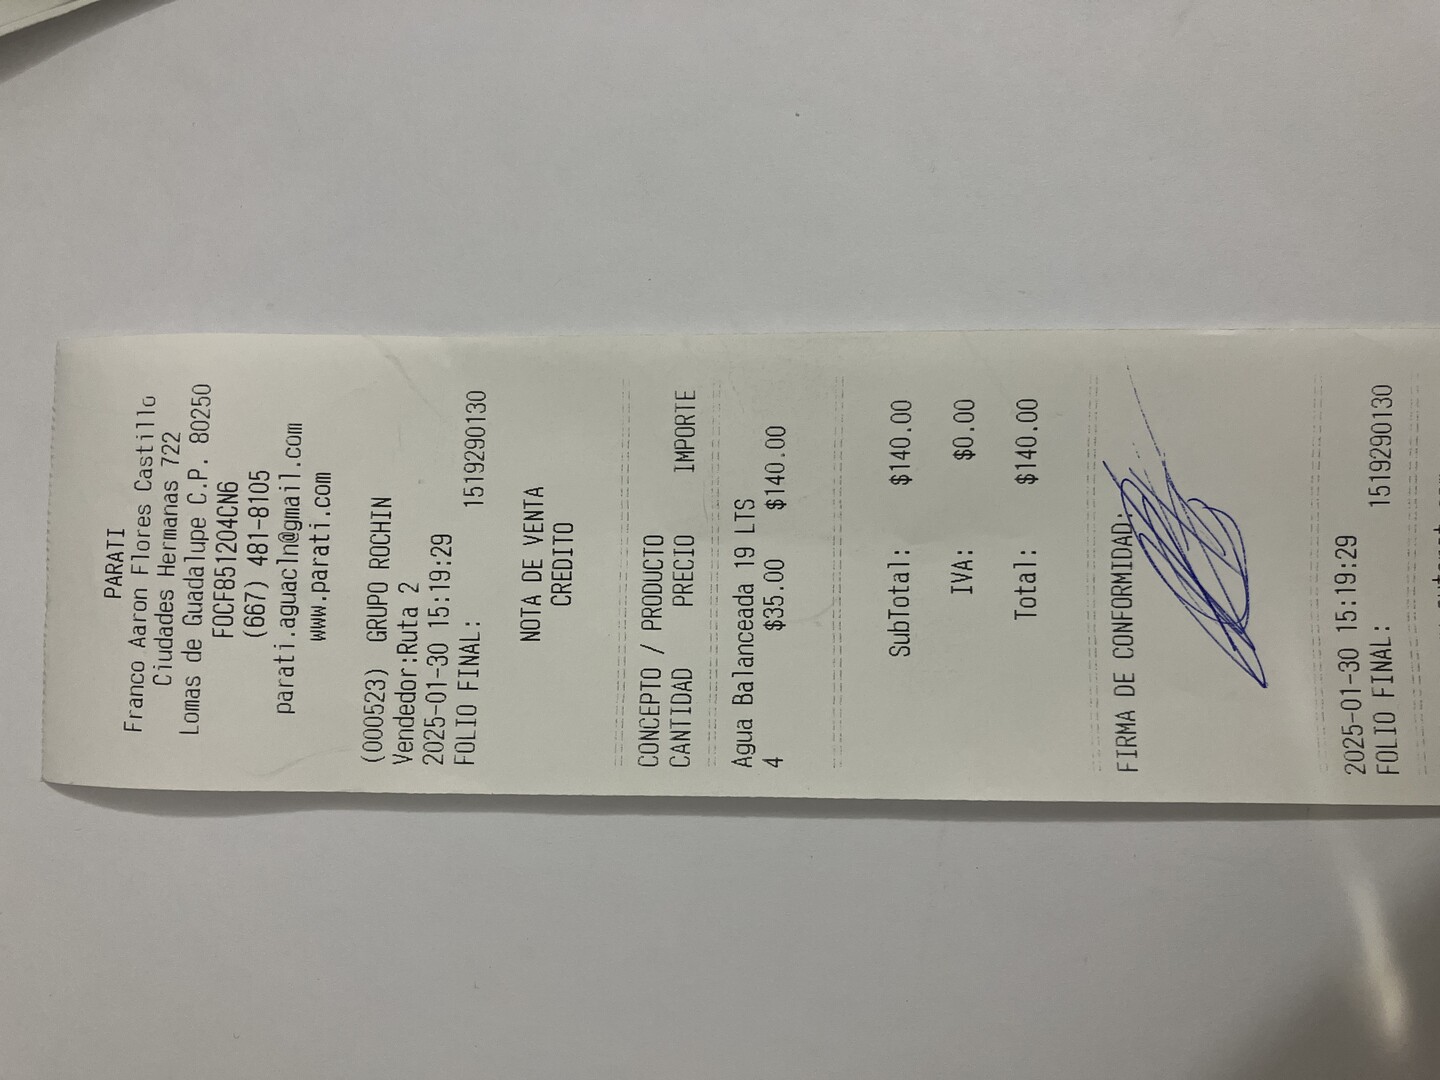 PARATI
Franco Aaron Flores Castillo
Ciudades Hermanas 722
Lomas de Guadalupe C.P. 80250
FOCF851204CN6
(667) 481-8105
parati.aguacln@gmail.com
www.parati.com
(000523) GRUPO ROCHIN
Vendedor:Ruta 2
2025-01-30 15:19:29
FOLIO FINAL: 1519290130
NOTA DE VENTA
CREDITO
CONCEPTO / PRODUCTO
CANTIDAD PRECIO IMPORTE
Agua Balanceada 19 LTS
4 $35.00 $140.00
SubTotal: $140.00
IVA: $0.00
Total: $140.00
FIRMA DE CONFORMIDAD:
2025-01-30 15:19:29
FOLIO FINAL: 1519290130